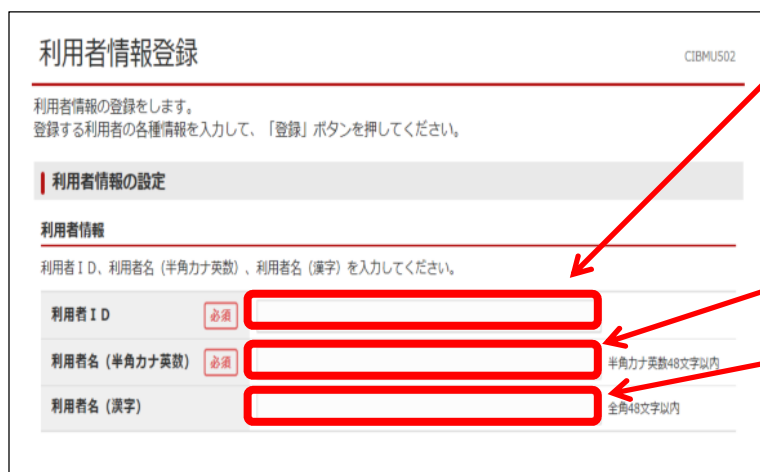 利用者情報登録
CIBMU502
利用者情報の登録をします。
登録する利用者の各種情報を入力して、「登録」ボタンを押してください。
利用者情報の設定
利用者情報
利用者ＩＤ、利用者名（半角カナ英数）、利用者名（漢字）を入力してください。
利用者ＩＤ 必須
利用者名（半角カナ英数） 必須 半角カナ英数48文字以内
利用者名（漢字） 全角48文字以内